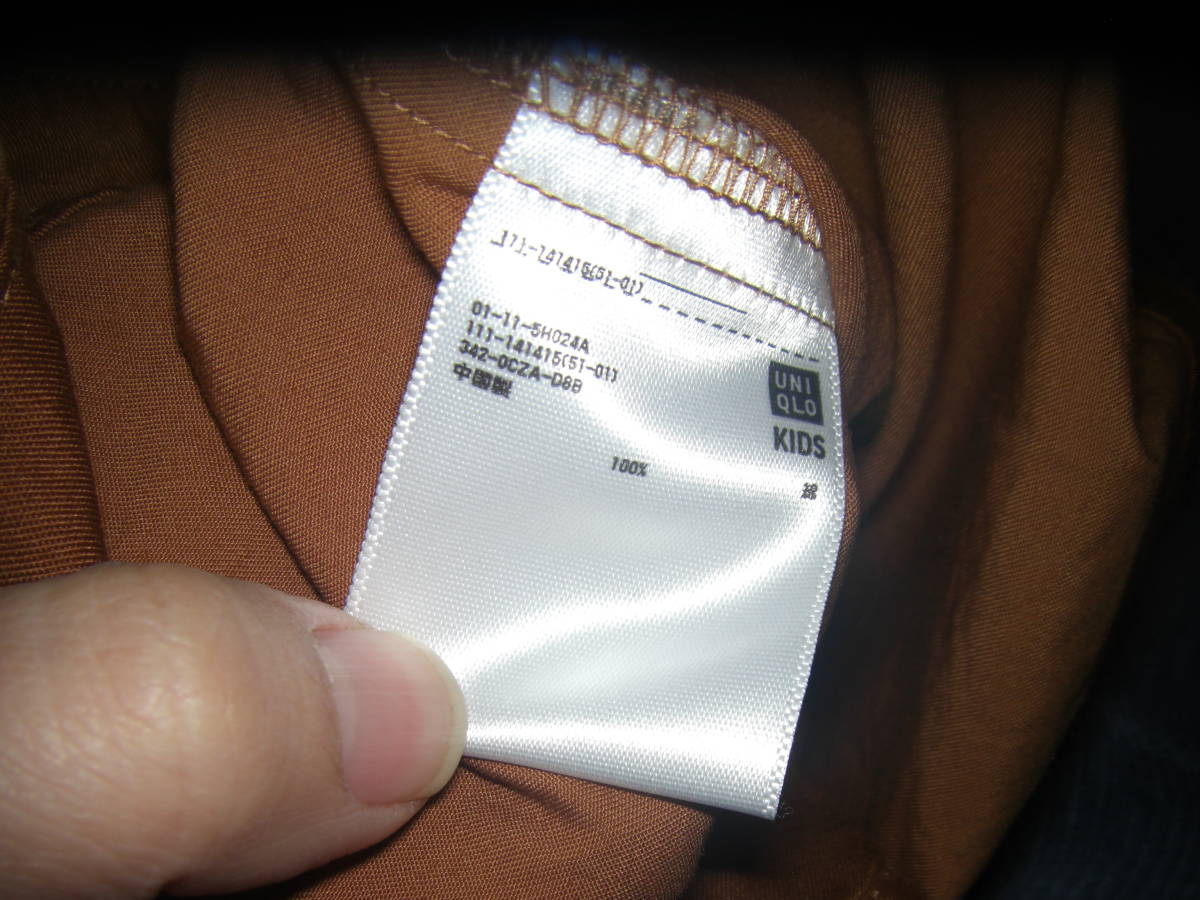 111-141415(51-01)
01-11-5H024A
111-141415(51-01)
342-0CZA-D8B
中國製
UNI
QLO
KIDS
100% 綿